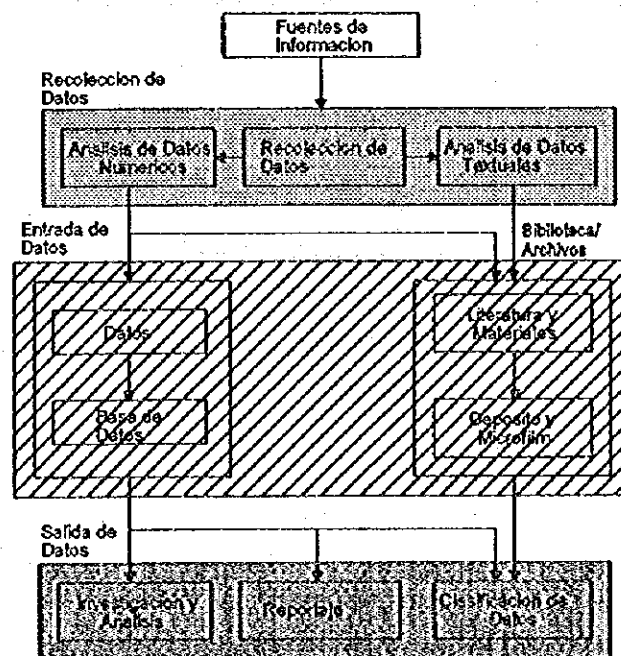 Fuentes de
Informacion
Recoleccion de
Datos
Analisis de Datos
Numericos
Recoleccion de
Datos
Analisis de Datos
Textuales
Entrada de
Datos
Biblioteca/
Archivos
Datos
Literatura y
Materiales
Base de
Datos
Deposito y
Microfilm
Salida de
Datos
Investigacion y
Analisis
Reportaje
Clasificacion de
Datos